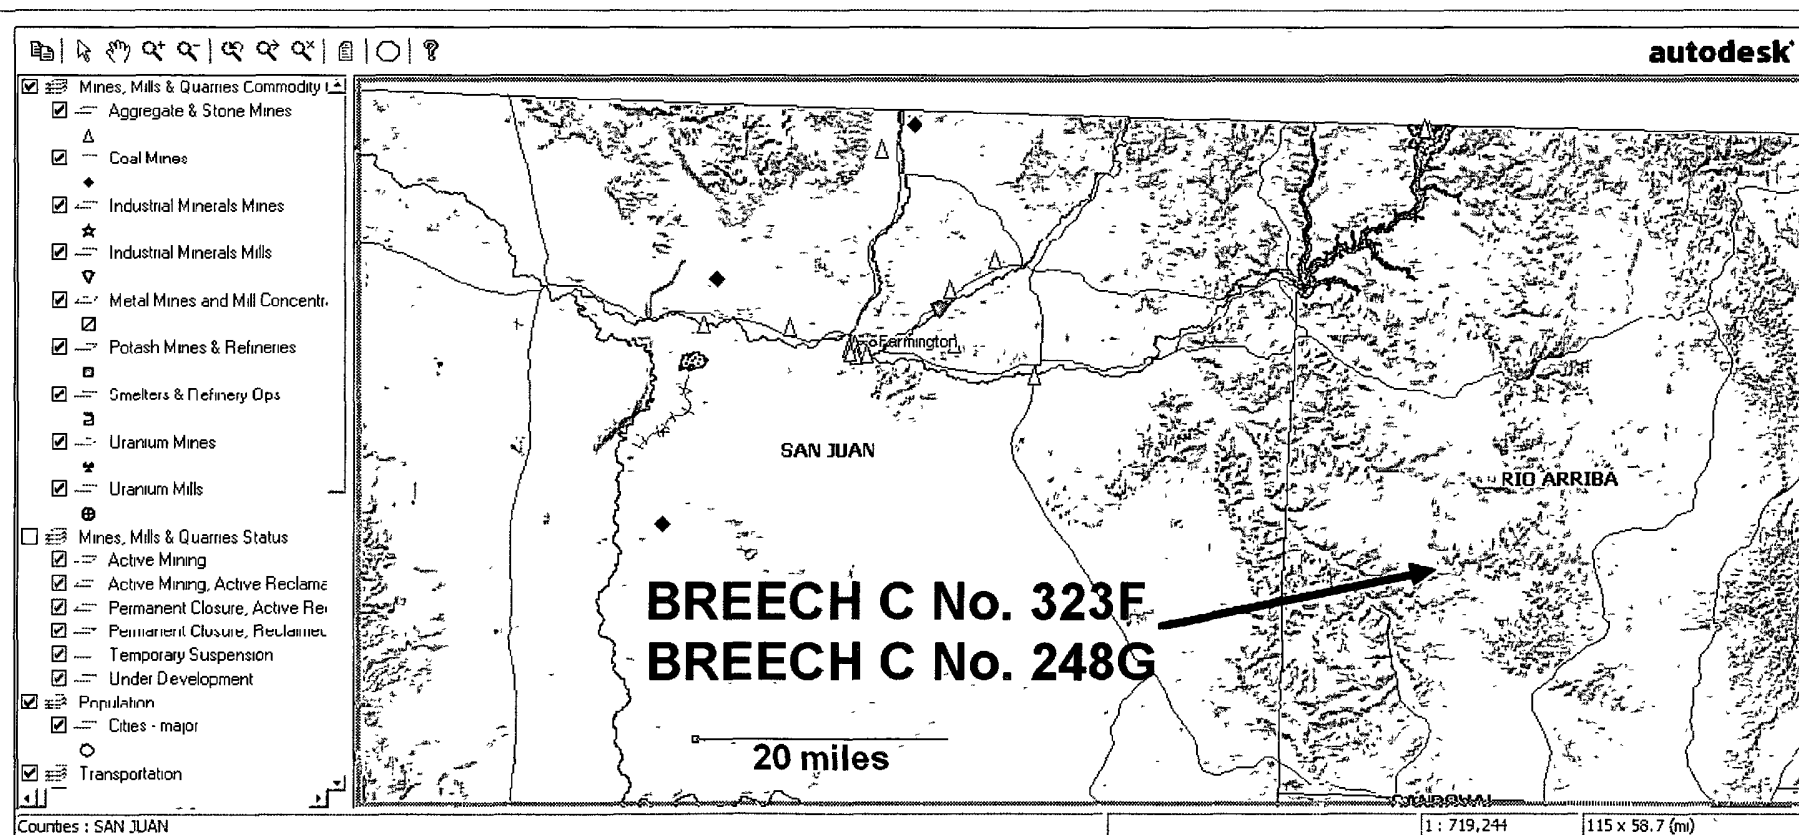 autodesk
Mines, Mills & Quarries Commodity
Aggregate & Stone Mines
Coal Mines
Industrial Minerals Mines
Industrial Minerals Mills
Metal Mines and Mill Concentr
Potash Mines & Refineries
Smelters & Refinery Ops
Uranium Mines
Uranium Mills
Mines, Mills & Quarries Status
Active Mining
Active Mining, Active Reclama
Permanent Closure, Active Re
Permanent Closure, Reclaimed
Temporary Suspension
Under Development
Population
Cities - major
Transportation
Farmington
SAN JUAN
RIO ARRIBA
BREECH C No. 323F
BREECH C No. 248G
20 miles
Counties : SAN JUAN
1 : 719,244
115 x 58.7 (mi)